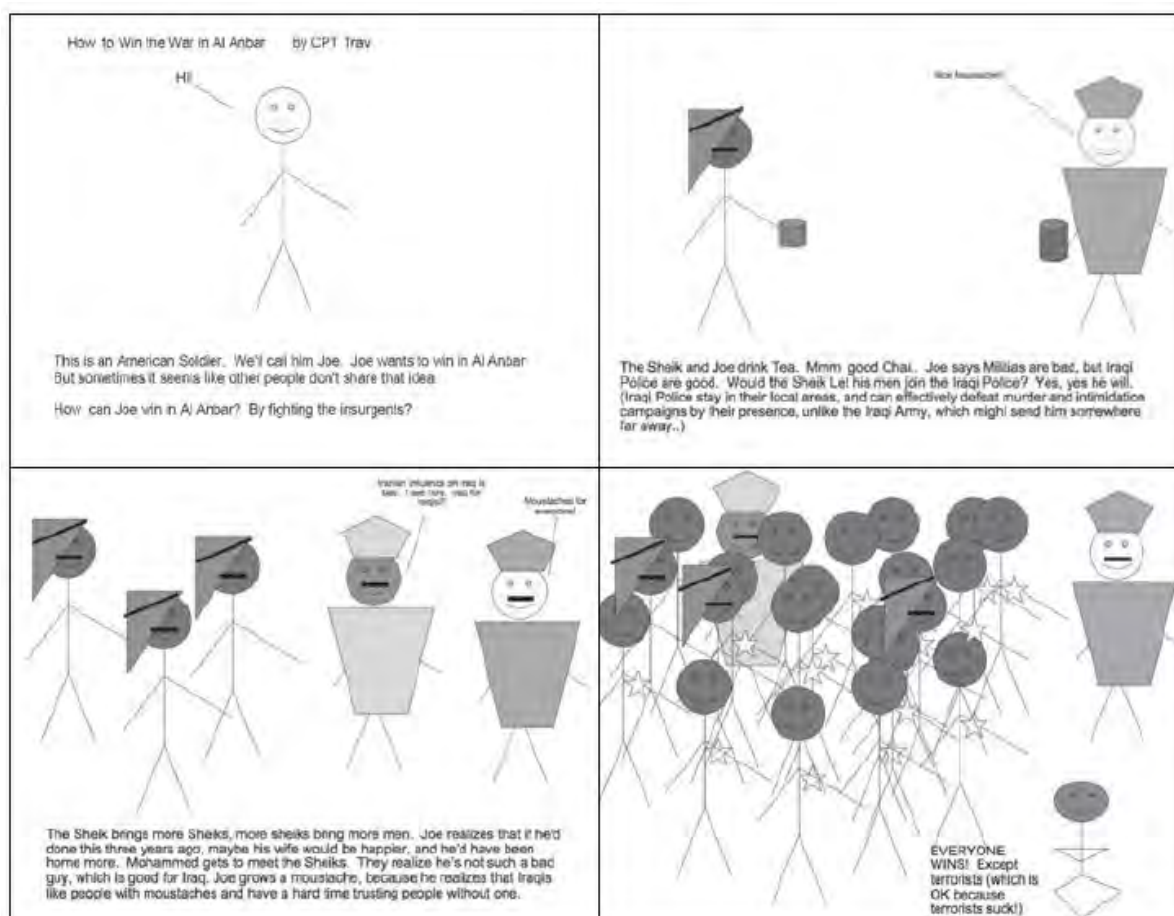 How to Win the War in Al Anbar by CPT Trav
Hi!
This is an American Soldier. We'll call him Joe. Joe wants to win in Al Anbar
But sometimes it seems like other people don't share that idea.
How can Joe win in Al Anbar? By fighting the insurgents?
Nice moustache!
The Sheik and Joe drink Tea. Mmm good Chai. Joe says Militias are bad, but Iraqi
Police are good. Would the Sheik Let his men join the Iraqi Police? Yes, yes he will.
(Iraqi Police stay in their local areas, and can effectively defeat murder and intimidation
campaigns by their presence, unlike the Iraqi Army, which might send him somewhere
far away..)
Iranian influence on Iraq is
bad.
Moustaches for
everyone!
The Sheik brings more Sheiks, more sheiks bring more men. Joe realizes that if he'd
done this three years ago, maybe his wife would be happier, and he'd have been
home more. Mohammed gets to meet the Sheiks. They realize he's not such a bad
guy, which is good for Iraq. Joe grows a moustache, because he realizes that Iraqis
like people with moustaches and have a hard time trusting people without one.
EVERYONE
WINS! Except
terrorists (which is
OK because
terrorists suck!)